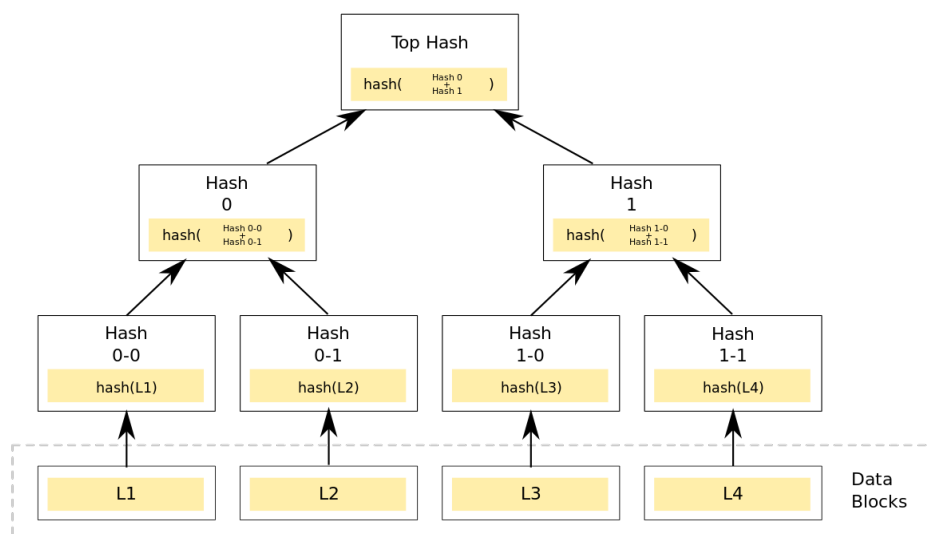 Top Hash
hash( Hash 0 + Hash 1 )
Hash
0
hash( Hash 0-0 + Hash 0-1 )
Hash
1
hash( Hash 1-0 + Hash 1-1 )
Hash
0-0
hash(L1)
Hash
0-1
hash(L2)
Hash
1-0
hash(L3)
Hash
1-1
hash(L4)
L1
L2
L3
L4
Data
Blocks